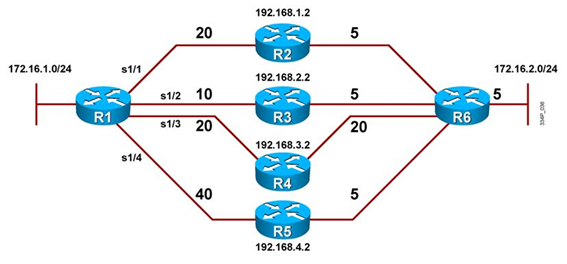 192.168.1.2
20
5
R2
172.16.1.0/24
s1/1
192.168.2.2
172.16.2.0/24
s1/2
10
5
5
R1
R3
R6
s1/3
20
20
192.168.3.2
R4
s1/4
40
5
R5
192.168.4.2
334P_036